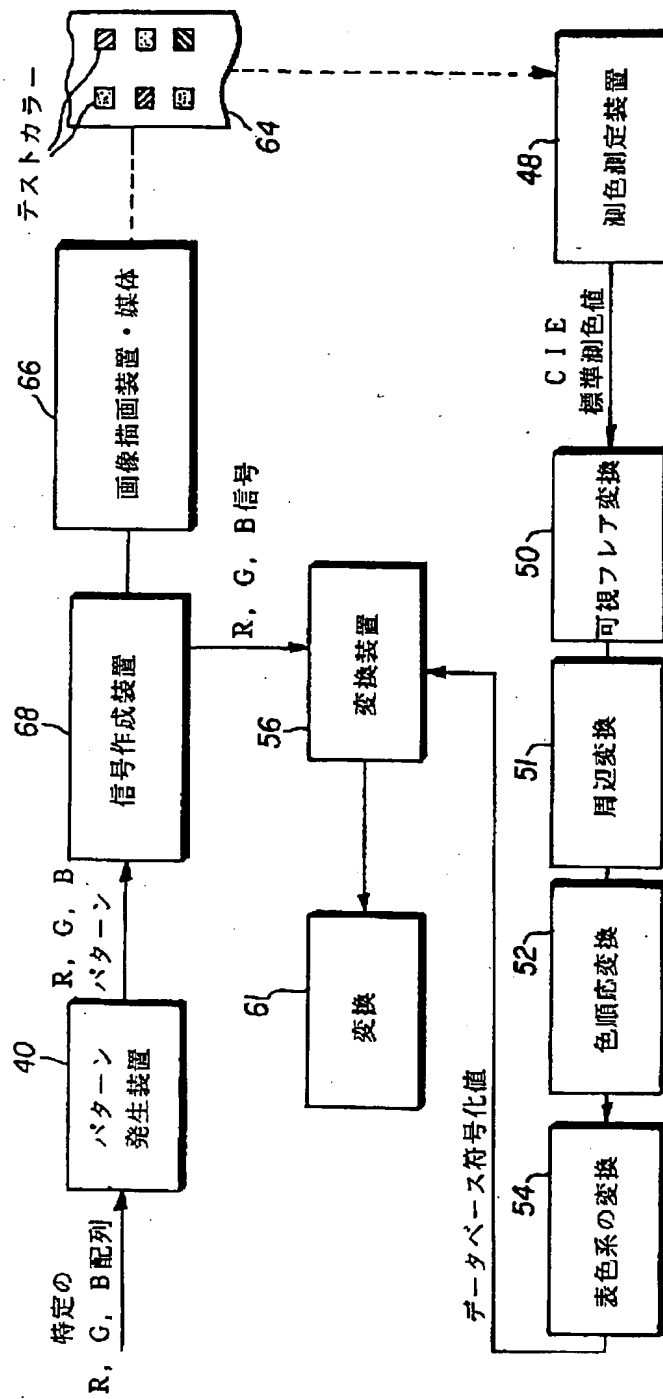 特定の
R, G, B配列
40
パターン
発生装置
R, G, B
パターン
68
信号作成装置
66
画像描画装置・媒体
テストカラー
64
R, G, B信号
56
変換装置
61
変換
データベース符号化値
54
表色系の変換
52
色順応変換
51
周辺変換
50
可視フレア変換
CIE
標準測色値
48
測色測定装置